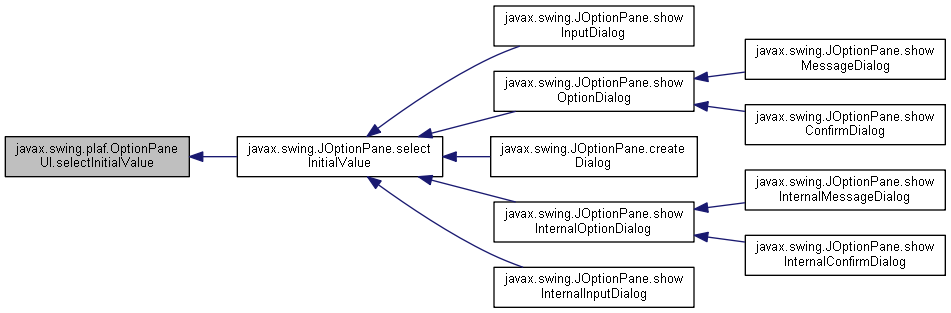 javax.swing.plaf.OptionPane
UI.selectInitialValue
javax.swing.JOptionPane.select
InitialValue
javax.swing.JOptionPane.show
InputDialog
javax.swing.JOptionPane.show
OptionDialog
javax.swing.JOptionPane.create
Dialog
javax.swing.JOptionPane.show
InternalOptionDialog
javax.swing.JOptionPane.show
InternalInputDialog
javax.swing.JOptionPane.show
MessageDialog
javax.swing.JOptionPane.show
ConfirmDialog
javax.swing.JOptionPane.show
InternalMessageDialog
javax.swing.JOptionPane.show
InternalConfirmDialog